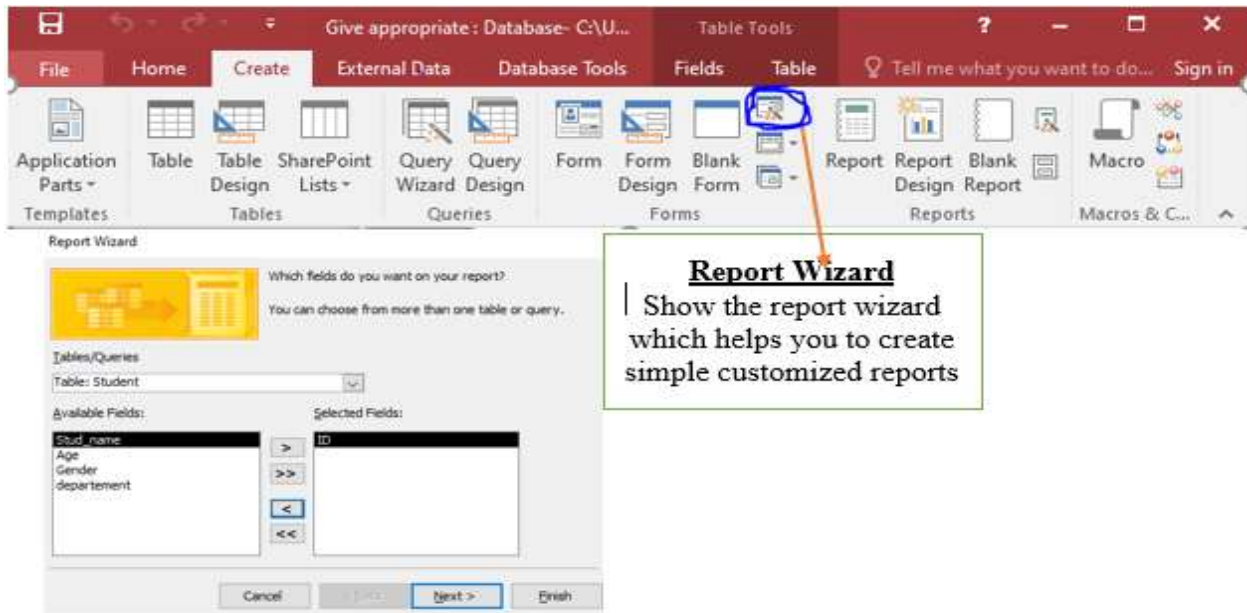 Give appropriate : Database- C:\U... Table Tools ?
File Home Create External Data Database Tools Fields Table Tell me what you want to do... Sign in
Application Parts
Table
Table Design
SharePoint Lists
Query Wizard
Query Design
Form
Form Design
Blank Form
Report
Report Design
Blank Report
Macro
Templates Tables Queries Forms Reports Macros & C...
Report Wizard
Which fields do you want on your report?
You can choose from more than one table or query.
Tables/Queries
Table: Student
Available Fields: Selected Fields:
Stud_name
Age
Gender
departement
ID
>
>>
<
<<
Cancel Next > Finish
Report Wizard
Show the report wizard
which helps you to create
simple customized reports